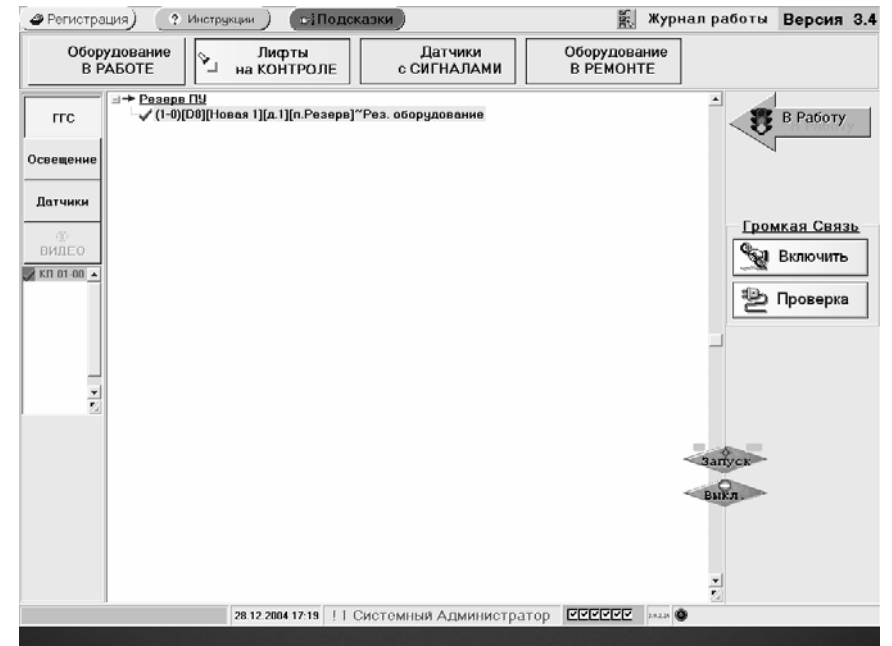 Регистрация ? Инструкции Подсказки Журнал работы Версия 3.4
Оборудование В РАБОТЕ
Лифты на КОНТРОЛЕ
Датчики с СИГНАЛАМИ
Оборудование В РЕМОНТЕ
ГГС
Освещение
Датчики
ВИДЕО
КП 01-00
Резерв ПУ
(1-0)[D8][Новая 1][д.1][п.Резерв]~Рез. оборудование
В Работу
Громкая Связь
Включить
Проверка
Запуск
Выкл.
28.12.2004 17:19 ! 1 Системный Администратор